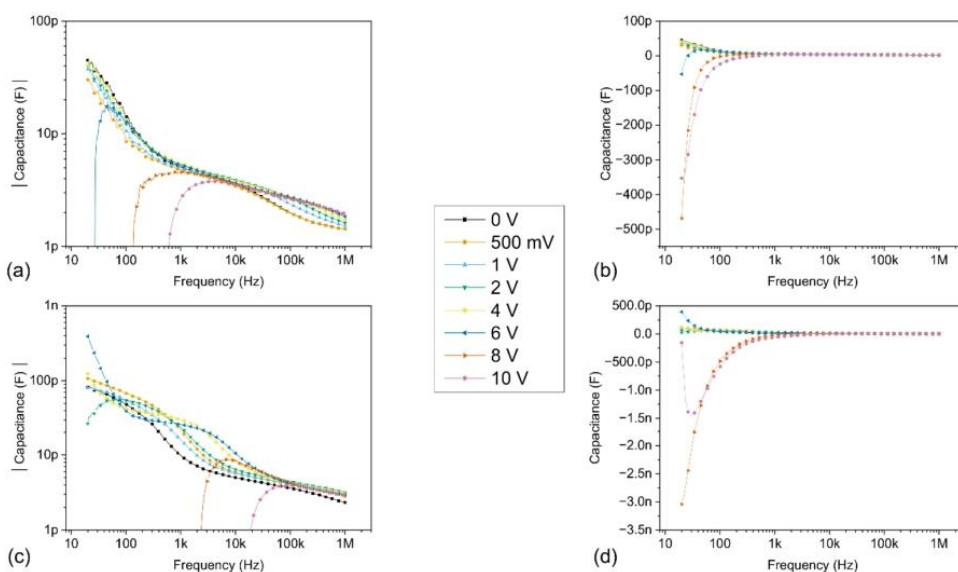 100p
10p
1p
10 100 1k 10k 100k 1M
Frequency (Hz)
| Capacitance (F) |
(a)
100p
0
-100p
-200p
-300p
-400p
-500p
10 100 1k 10k 100k 1M
Frequency (Hz)
Capacitance (F)
(b)
0 V
500 mV
1 V
2 V
4 V
6 V
8 V
10 V
1n
100p
10p
1p
10 100 1k 10k 100k 1M
Frequency (Hz)
| Capacitance (F) |
(c)
500.0p
0.0
-500.0p
-1.0n
-1.5n
-2.0n
-2.5n
-3.0n
-3.5n
10 100 1k 10k 100k 1M
Frequency (Hz)
Capacitance (F)
(d)